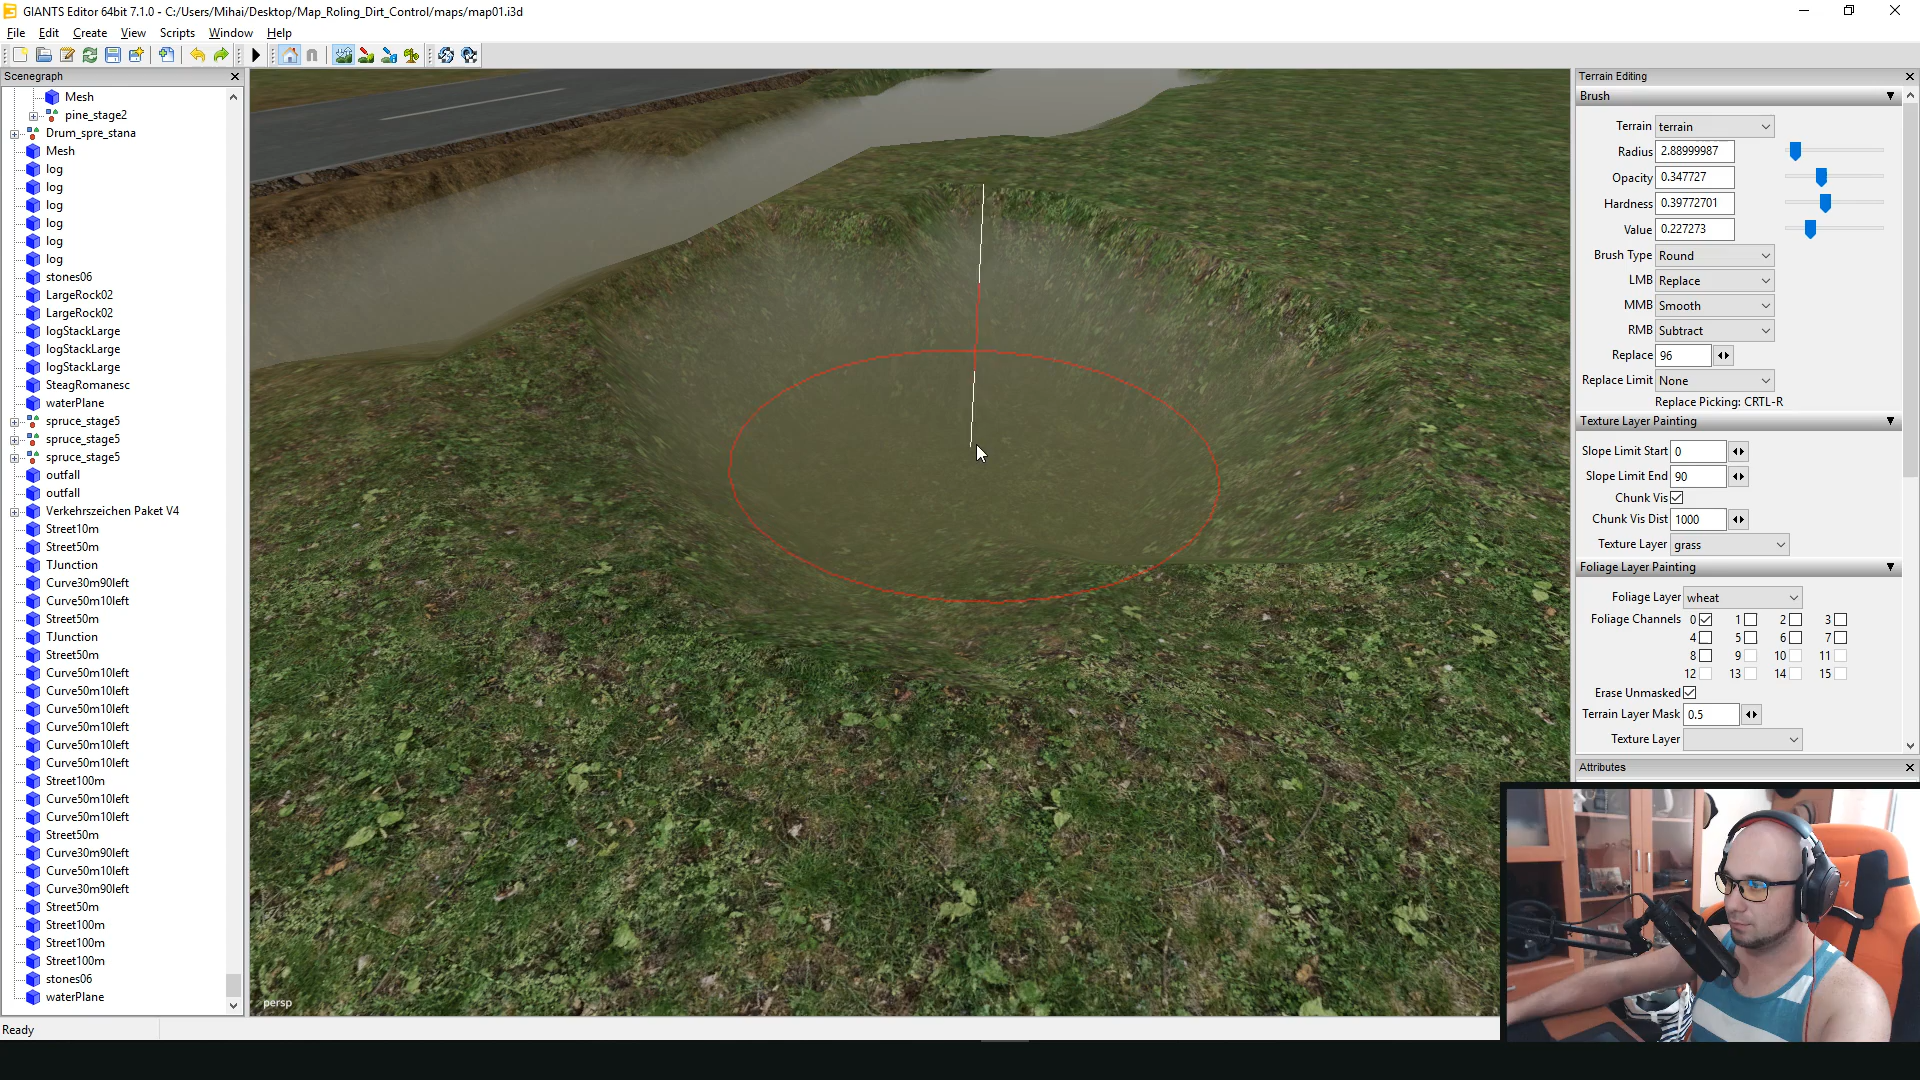 GIANTS Editor 64bit 7.1.0 - C:/Users/Mihai/Desktop/Map_Roling_Dirt_Control/maps/map01.i3d
File Edit Create View Scripts Window Help
Scenegraph
Mesh
pine_stage2
Drum_spre_stana
Mesh
log
log
log
log
log
log
stones06
LargeRock02
LargeRock02
logStackLarge
logStackLarge
logStackLarge
SteagRomanesc
waterPlane
spruce_stage5
spruce_stage5
spruce_stage5
outfall
outfall
Verkehrszeichen Paket V4
Street10m
Street50m
TJunction
Curve30m90left
Curve50m10left
Street50m
TJunction
Street50m
Curve50m10left
Curve50m10left
Curve50m10left
Curve50m10left
Curve50m10left
Curve50m10left
Street100m
Curve50m10left
Curve50m10left
Street50m
Curve30m90left
Curve50m10left
Curve30m90left
Street50m
Street100m
Street100m
Street100m
stones06
waterPlane
Ready
persp
Terrain Editing
Brush
Terrain terrain
Radius 2.88999987
Opacity 0.347727
Hardness 0.39772701
Value 0.227273
Brush Type Round
LMB Replace
MMB Smooth
RMB Subtract
Replace 96
Replace Limit None
Replace Picking: CRTL-R
Texture Layer Painting
Slope Limit Start 0
Slope Limit End 90
Chunk Vis
Chunk Vis Dist 1000
Texture Layer grass
Foliage Layer Painting
Foliage Layer wheat
Foliage Channels 0 1 2 3
4 5 6 7
8 9 10 11
12 13 14 15
Erase Unmasked
Terrain Layer Mask 0.5
Texture Layer
Attributes